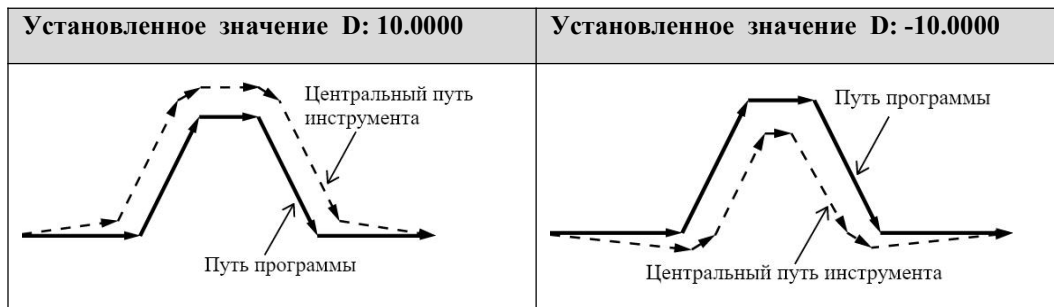 Установленное значение D: 10.0000
Установленное значение D: -10.0000
Центральный путь
инструмента
Путь программы
Путь программы
Центральный путь инструмента